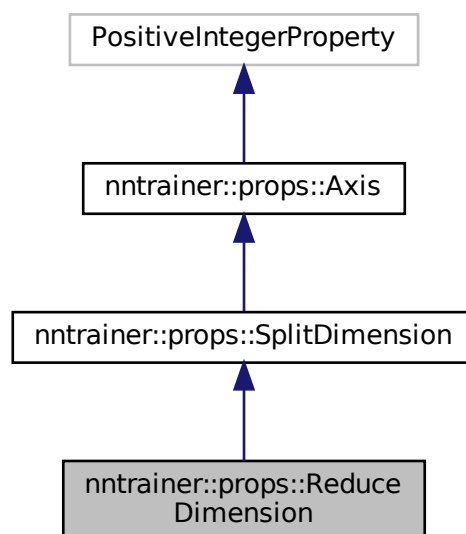 PositiveIntegerProperty
nntrainer::props::Axis
nntrainer::props::SplitDimension
nntrainer::props::Reduce
Dimension